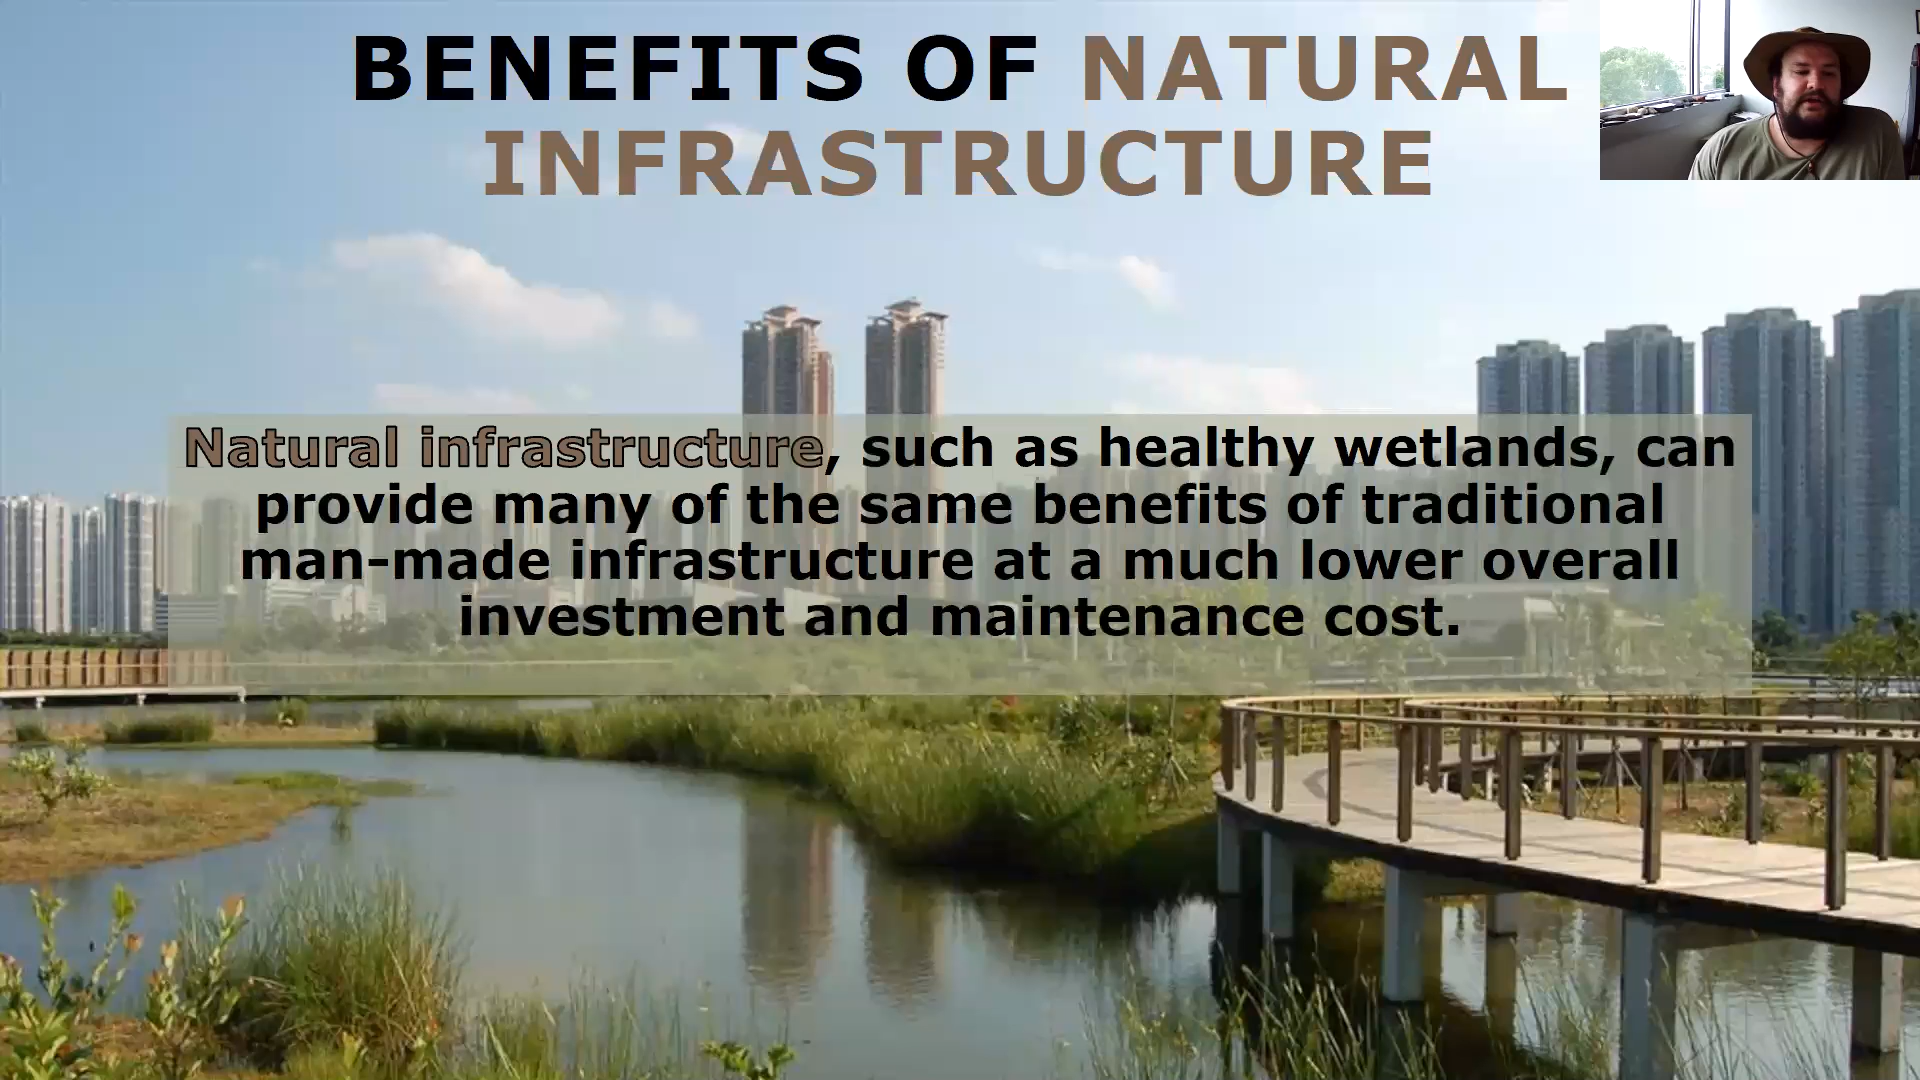 BENEFITS OF NATURAL
INFRASTRUCTURE
Natural infrastructure, such as healthy wetlands, can
provide many of the same benefits of traditional
man-made infrastructure at a much lower overall
investment and maintenance cost.